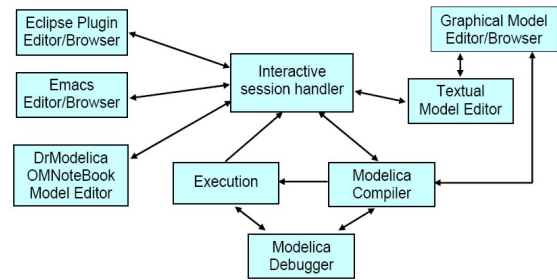 Eclipse Plugin
Editor/Browser
Graphical Model
Editor/Browser
Interactive
session handler
Emacs
Editor/Browser
Textual
Model Editor
DrModelica
OMNoteBook
Model Editor
Execution
Modelica
Compiler
Modelica
Debugger